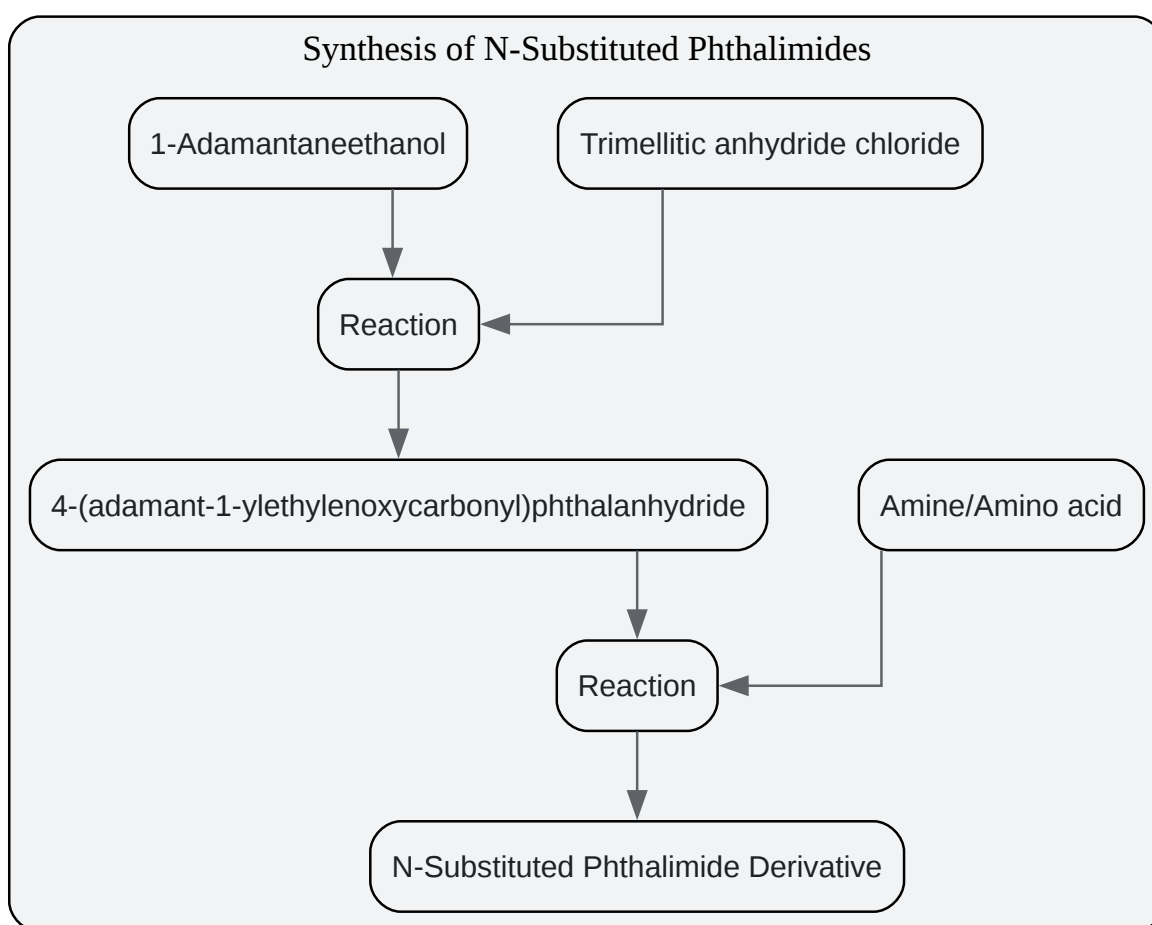 Synthesis of N-Substituted Phthalimides
1-Adamantaneethanol
Trimellitic anhydride chloride
Reaction
4-(adamant-1-ylethylenoxycarbonyl)phthalanhydride
Amine/Amino acid
Reaction
N-Substituted Phthalimide Derivative